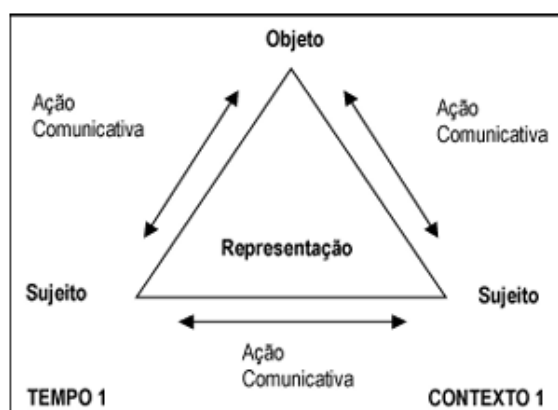 Objeto
Ação
Comunicativa
Ação
Comunicativa
Representação
Sujeito
Sujeito
Ação
Comunicativa
TEMPO 1
CONTEXTO 1